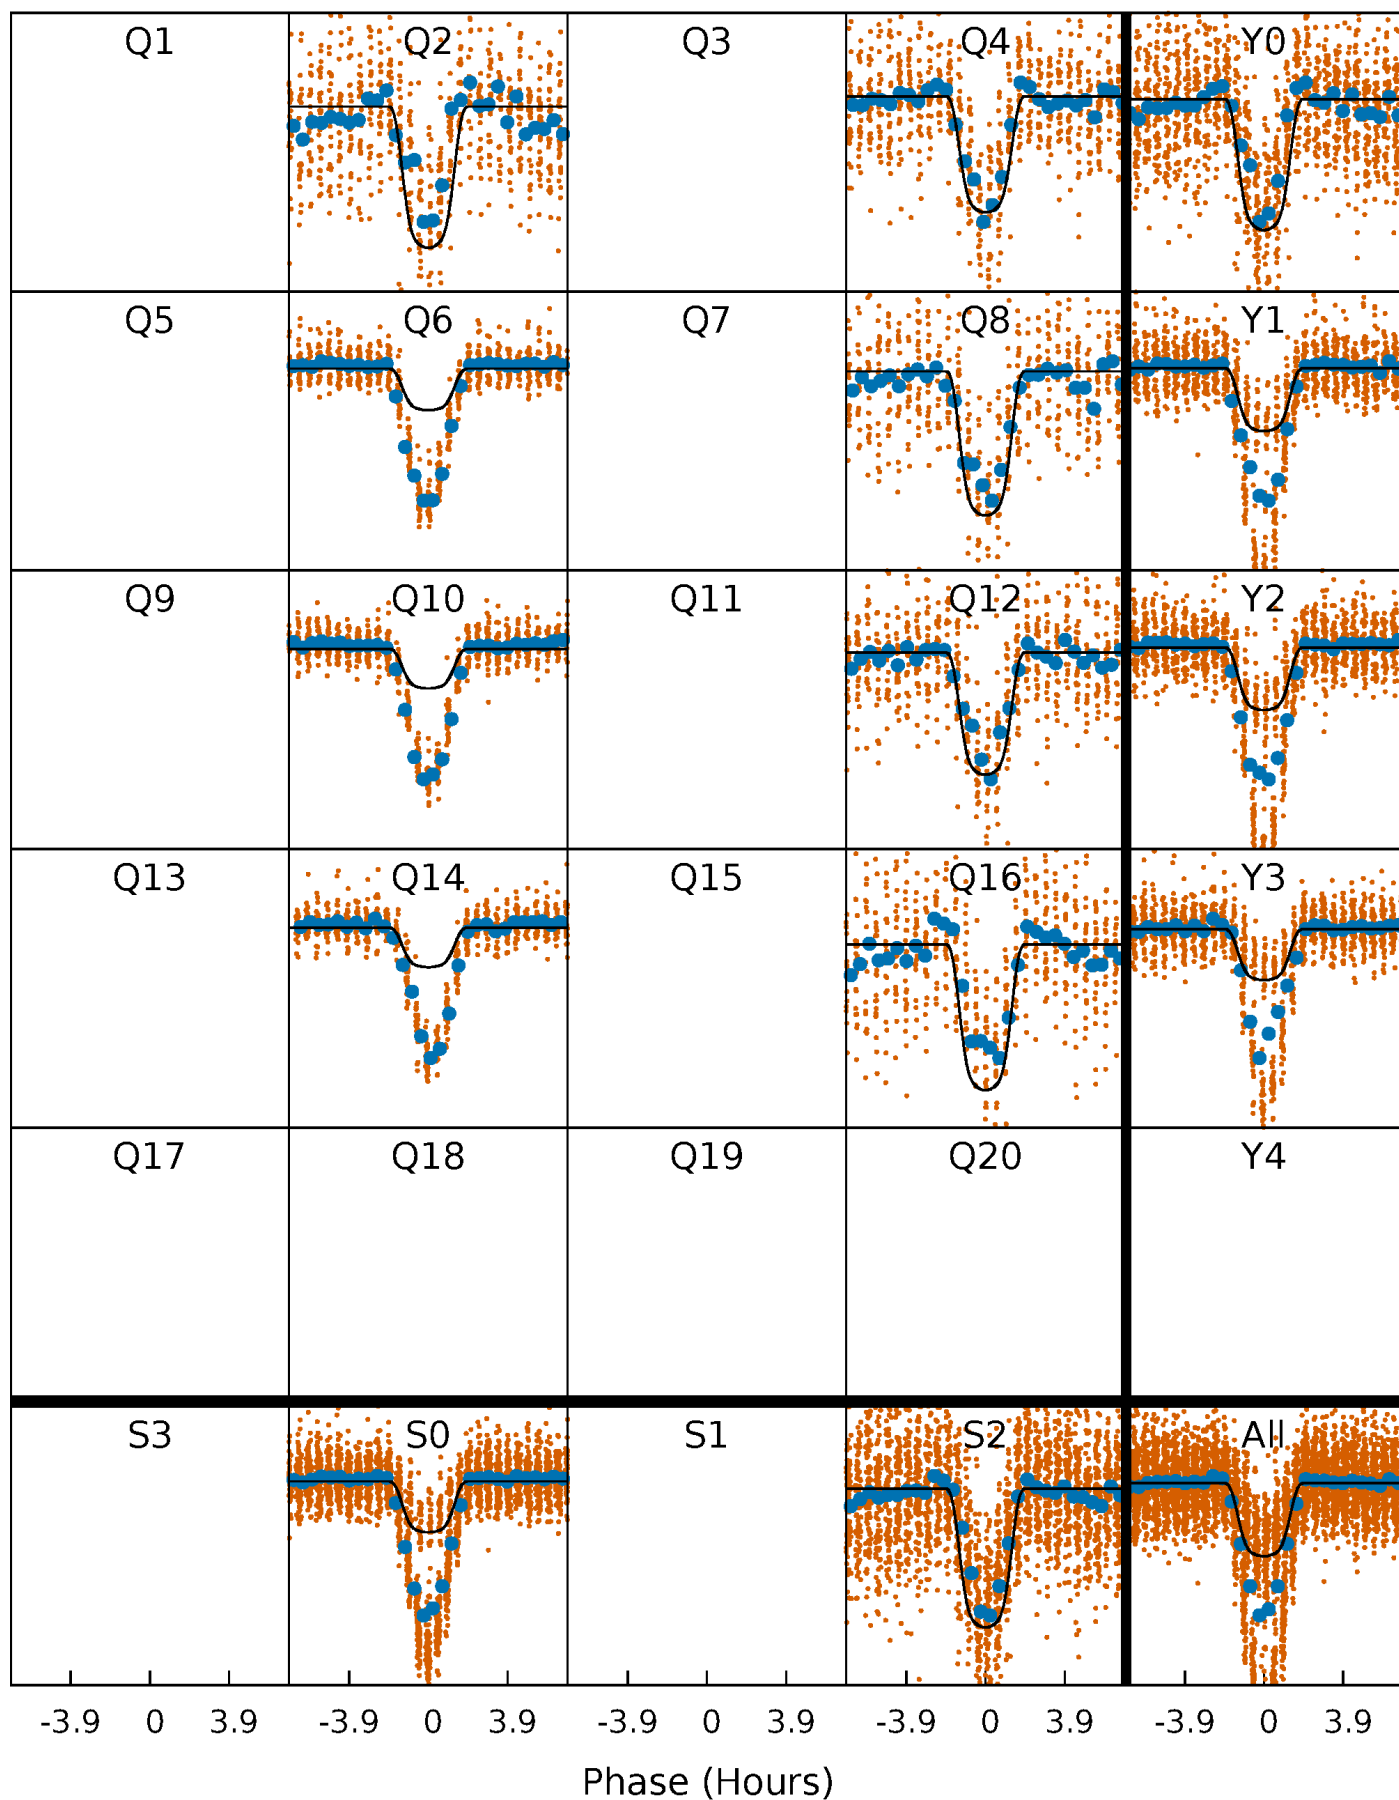 Q1 Q2 Q3 Q4 Y0
Q5 Q6 Q7 Q8 Y1
Q9 Q10 Q11 Q12 Y2
Q13 Q14 Q15 Q16 Y3
Q17 Q18 Q19 Q20 Y4
S3 S0 S1 S2 All
-3.9 0 3.9 -3.9 0 3.9 -3.9 0 3.9 -3.9 0 3.9 -3.9 0 3.9
Phase (Hours)